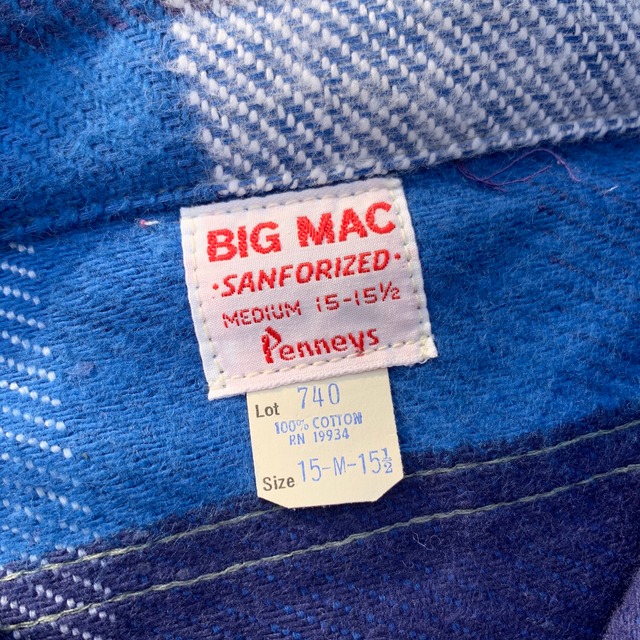 BIG MAC
·SANFORIZED·
MEDIUM 15-15½
Penneys
Lot 740
100% COTTON
RN 19934
Size 15-M-15½